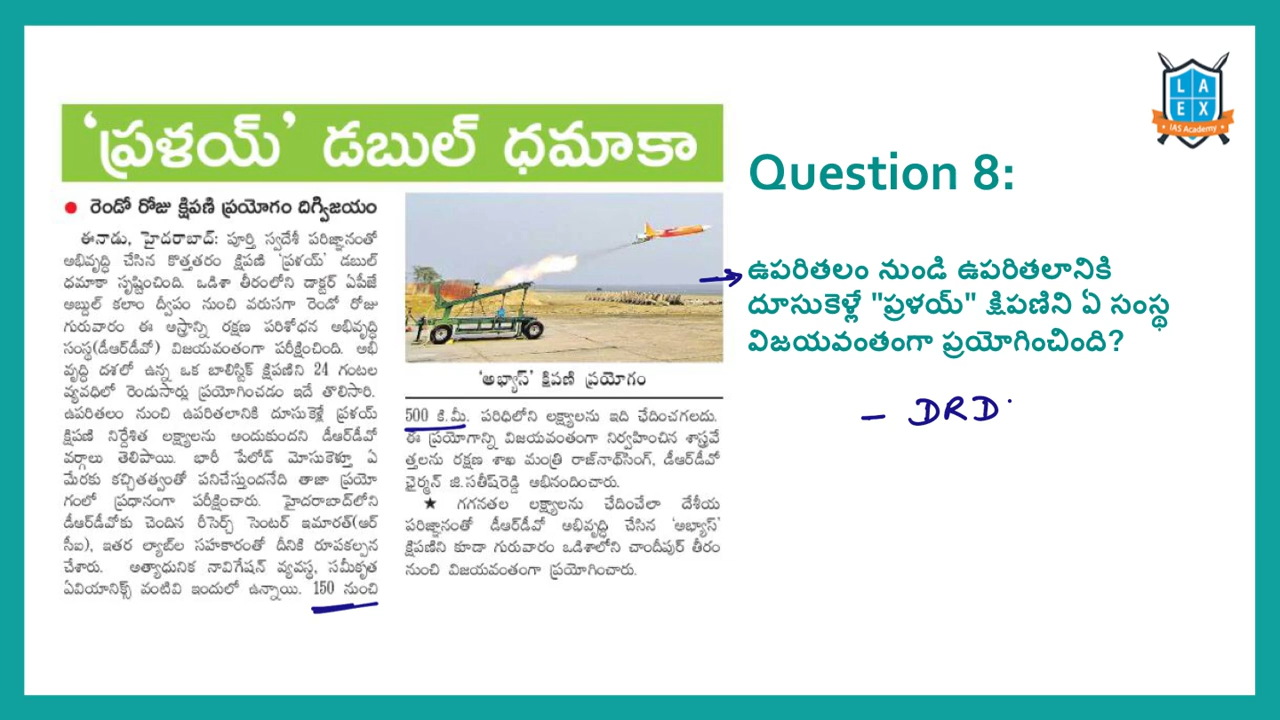 'ప్రళయ్' డబుల్ ధమాకా
రెండో రోజు క్షిపణి ప్రయోగం దిగ్విజయం
ఈనాడు, హైదరాబాద్: పూర్తి స్వదేశీ పరిజ్ఞానంతో
అభివృద్ధి చేసిన కొత్తతరం క్షిపణి 'ప్రళయ్' డబుల్
ధమాకా సృష్టించింది. ఒడిశా తీరంలోని డాక్టర్ ఏపీజే
అబ్దుల్ కలాం ద్వీపం నుంచి వరుసగా రెండో రోజు
గురువారం ఈ అస్త్రాన్ని రక్షణ పరిశోధన అభివృద్ధి
సంస్థ(డీఆర్‌డీవో) విజయవంతంగా పరీక్షించింది. అభి
వృద్ధి దశలో ఉన్న ఒక బాలిస్టిక్ క్షిపణిని 24 గంటల
వ్యవధిలో రెండుసార్లు ప్రయోగించడం ఇదే తొలిసారి.
ఉపరితలం నుంచి ఉపరితలానికి దూసుకెళ్లే ప్రళయ్
క్షిపణి నిర్దేశిత లక్ష్యాలను అందుకుందని డీఆర్‌డీవో
వర్గాలు తెలిపాయి. భారీ పేలోడ్ మోసుకెళ్తూ ఏ
మేరకు కచ్చితత్వంతో పనిచేస్తుందనేది తాజా ప్రయో
గంలో ప్రధానంగా పరీక్షించారు. హైదరాబాద్‌లోని
డీఆర్‌డీవోకు చెందిన రీసెర్చ్ సెంటర్ ఇమారత్(ఆర్
సీఐ), ఇతర ల్యాబ్‌ల సహకారంతో దీనికి రూపకల్పన
చేశారు. అత్యాధునిక నావిగేషన్ వ్యవస్థ, సమీకృత
ఏవియానిక్స్ వంటివి ఇందులో ఉన్నాయి. 150 నుంచి
'అభ్యాస్' క్షిపణి ప్రయోగం
500 కి.మీ. పరిధిలోని లక్ష్యాలను ఇది ఛేదించగలదు.
ఈ ప్రయోగాన్ని విజయవంతంగా నిర్వహించిన శాస్త్రవే
త్తలను రక్షణ శాఖ మంత్రి రాజ్‌నాథ్‌సింగ్, డీఆర్‌డీవో
ఛైర్మన్ జి.సతీష్‌రెడ్డి అభినందించారు.
★ గగనతల లక్ష్యాలను ఛేదించేలా దేశీయ
పరిజ్ఞానంతో డీఆర్‌డీవో అభివృద్ధి చేసిన 'అభ్యాస్'
క్షిపణిని కూడా గురువారం ఒడిశాలోని చాందీపుర్ తీరం
నుంచి విజయవంతంగా ప్రయోగించారు.
L A
E X
IAS Academy
Question 8:
ఉపరితలం నుండి ఉపరితలానికి
దూసుకెళ్లే "ప్రళయ్" క్షిపణిని ఏ సంస్థ
విజయవంతంగా ప్రయోగించింది?
– DRD